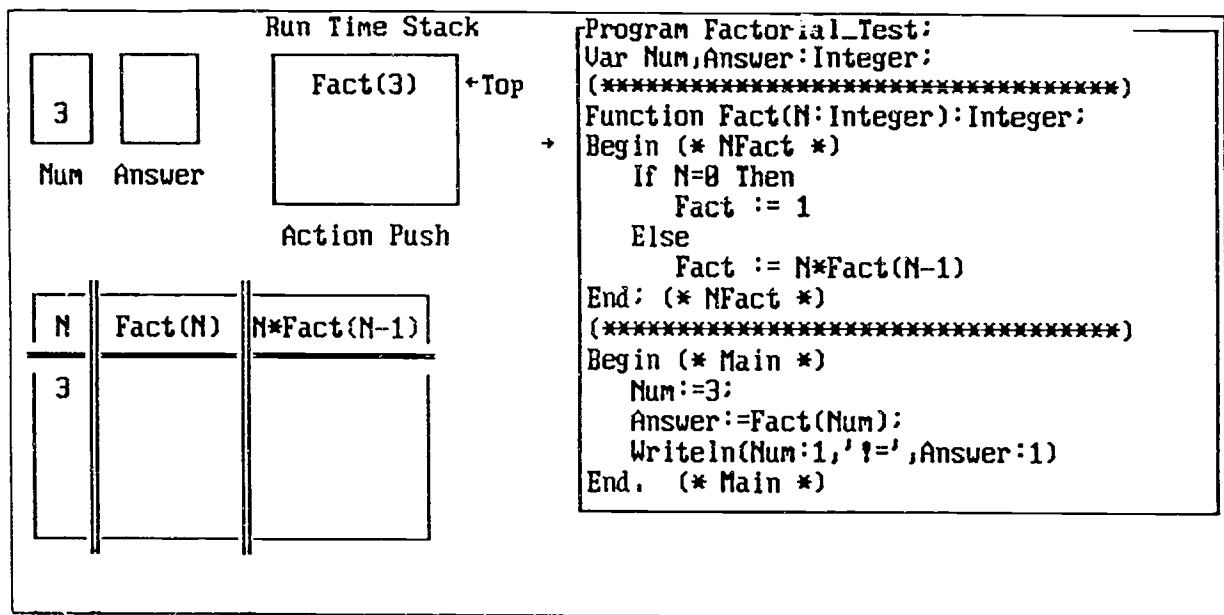 Run Time Stack
3
Num Answer
Fact(3) ←Top
Action Push
N Fact(N) N*Fact(N-1)
3
→
Program Factorial_Test;
Var Num,Answer:Integer;
(***********************************)
Function Fact(N:Integer):Integer;
Begin (* NFact *)
If N=0 Then
Fact := 1
Else
Fact := N*Fact(N-1)
End; (* NFact *)
(***********************************)
Begin (* Main *)
Num:=3;
Answer:=Fact(Num);
Writeln(Num:1,'!=',Answer:1)
End. (* Main *)